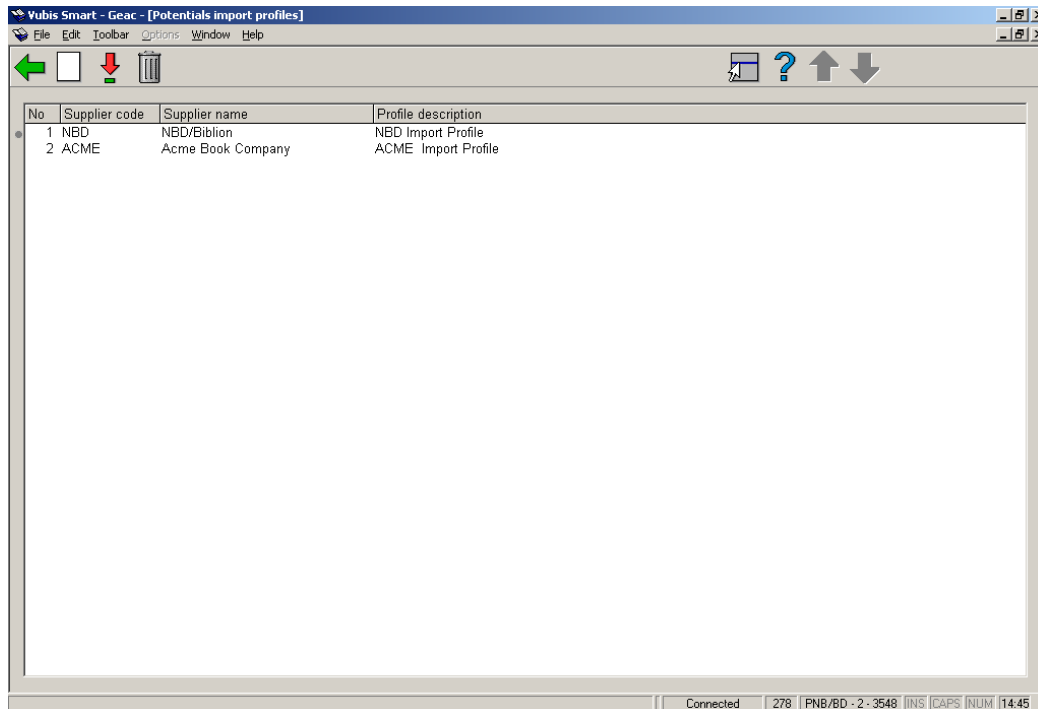 Vubis Smart - Geac - [Potentials import profiles]
File Edit Toolbar Options Window Help
No Supplier code Supplier name Profile description
1 NBD NBD/Biblion NBD Import Profile
2 ACME Acme Book Company ACME Import Profile
Connected 278 PNB/BD - 2 - 3548 INS CAPS NUM 14:45